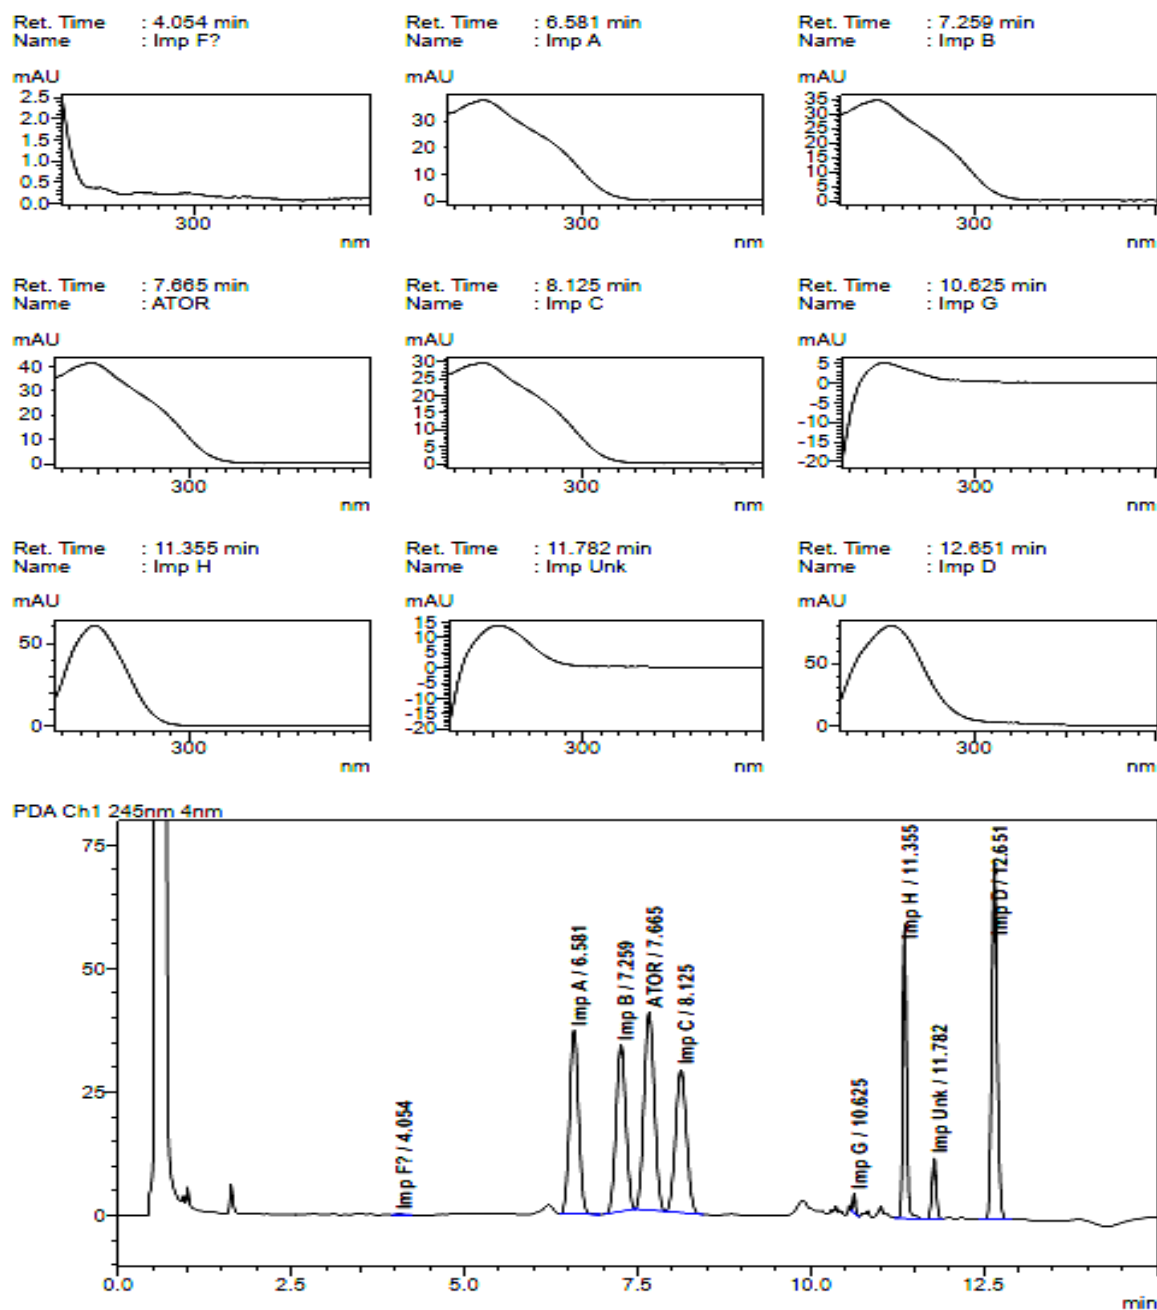 Ret. Time : 4.054 min
Name : Imp F?
mAU
2.5
2.0
1.5
1.0
0.5
0.0
300
nm
Ret. Time : 6.581 min
Name : Imp A
mAU
30
20
10
0
300
nm
Ret. Time : 7.259 min
Name : Imp B
mAU
35
30
25
20
15
10
5
0
300
nm
Ret. Time : 7.665 min
Name : ATOR
mAU
40
30
20
10
0
300
nm
Ret. Time : 8.125 min
Name : Imp C
mAU
30
25
20
15
10
5
0
300
nm
Ret. Time : 10.625 min
Name : Imp G
mAU
5
0
-5
-10
-15
-20
300
nm
Ret. Time : 11.355 min
Name : Imp H
mAU
50
0
300
nm
Ret. Time : 11.782 min
Name : Imp Unk
mAU
15
10
5
0
-5
-10
-15
-20
300
nm
Ret. Time : 12.651 min
Name : Imp D
mAU
50
0
300
nm
PDA Ch1 245nm 4nm
75
50
25
0
Imp F? / 4.054
Imp A / 6.581
Imp B / 7.259
ATOR / 7.665
Imp C / 8.125
Imp G / 10.625
Imp H / 11.355
Imp Unk / 11.782
Imp D / 12.651
0.0 2.5 5.0 7.5 10.0 12.5
min